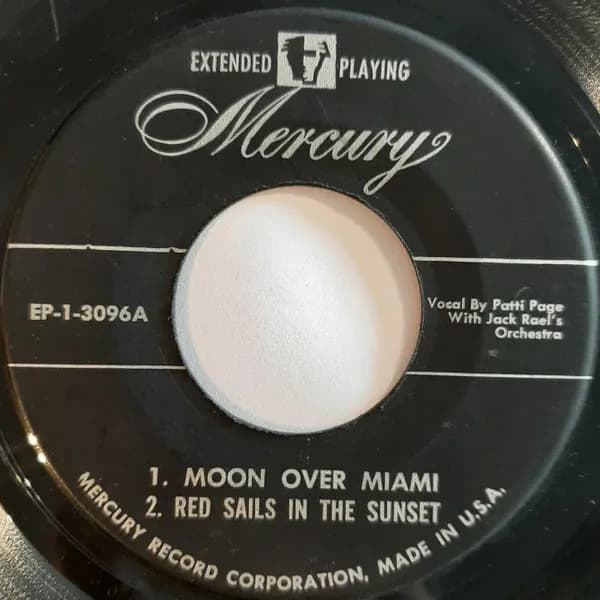 EXTENDED PLAYING
Mercury
EP-1-3096A
Vocal By Patti Page
With Jack Rael's
Orchestra
1. MOON OVER MIAMI
2. RED SAILS IN THE SUNSET
MERCURY RECORD CORPORATION, MADE IN U.S.A.